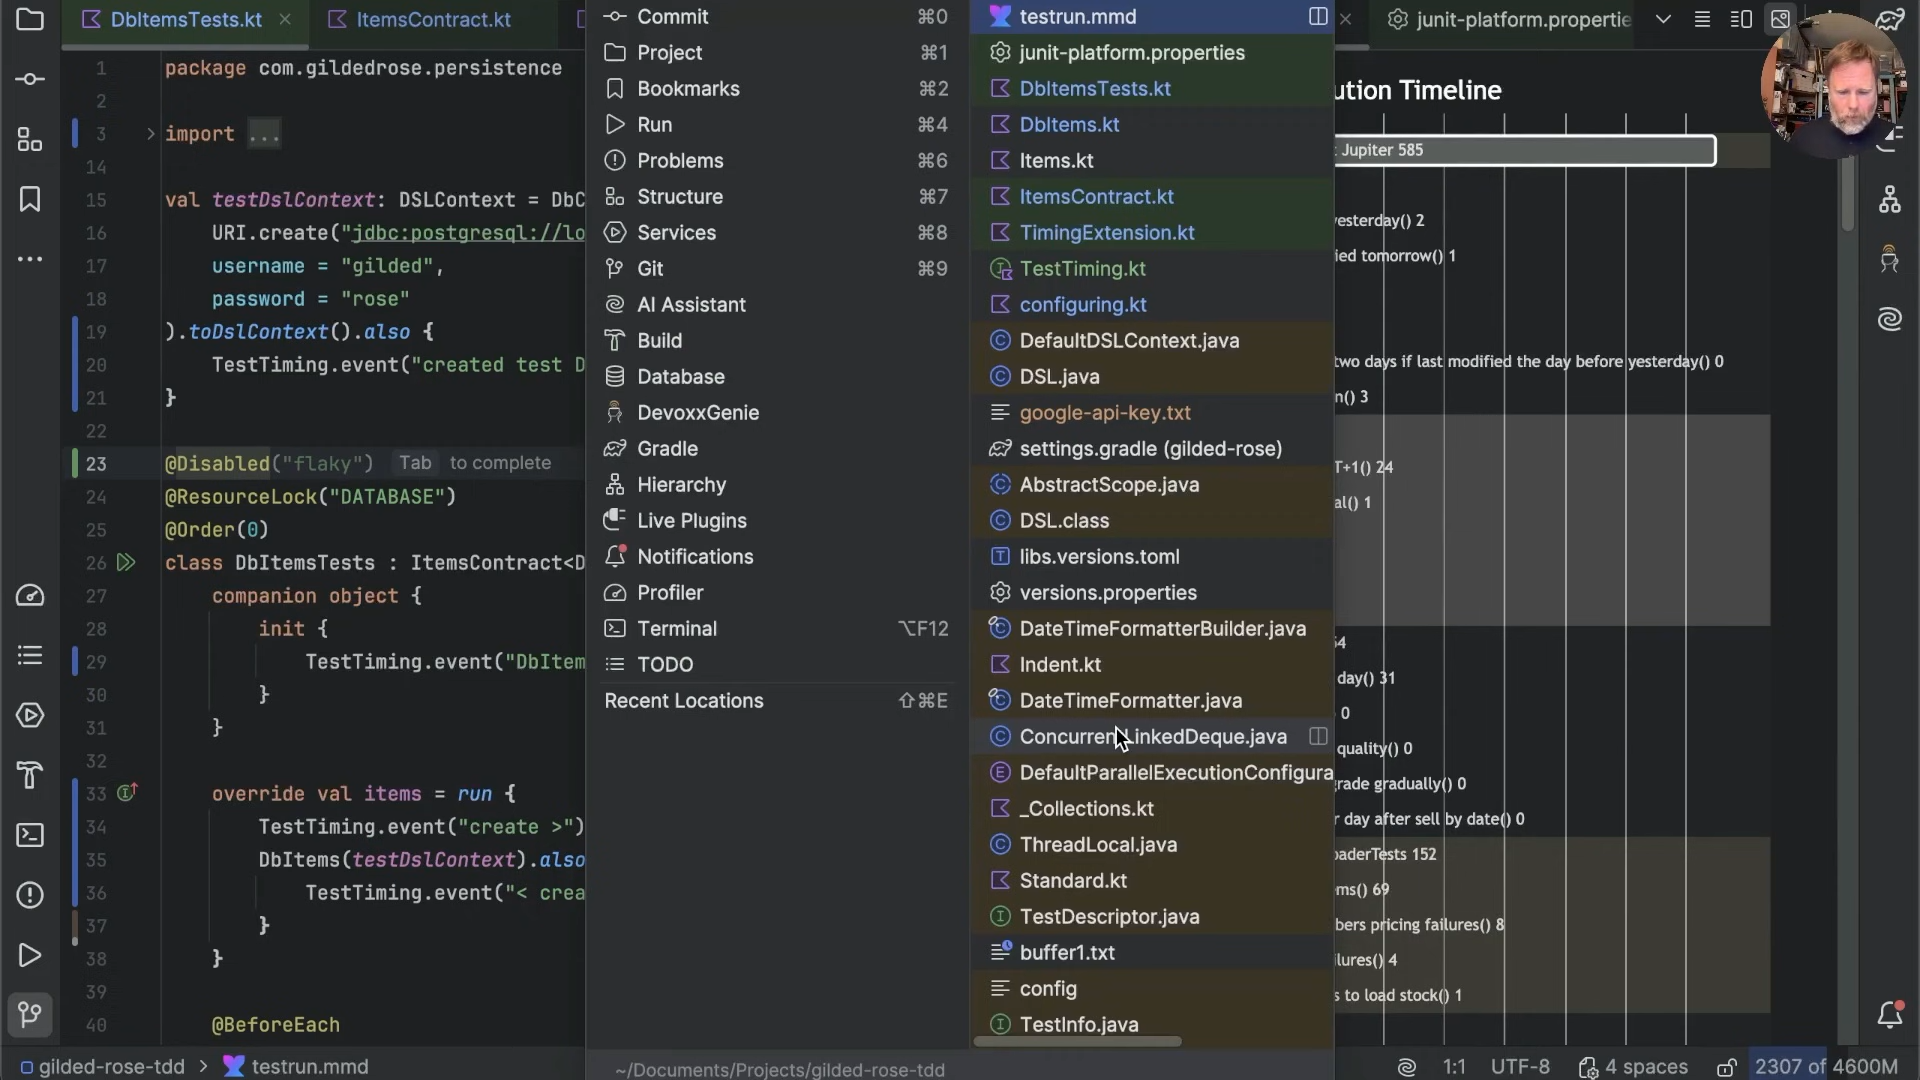 DbItemsTests.kt
ItemsContract.kt
junit-platform.propertie
1 package com.gildedrose.persistence
2
3 import ...
14
15 val testDslContext: DSLContext = DbC
16 URI.create("jdbc:postgresql://lo
17 username = "gilded",
18 password = "rose"
19 ).toDslContext().also {
20 TestTiming.event("created test D
21 }
22
23 @Disabled("flaky") Tab to complete
24 @ResourceLock("DATABASE")
25 @Order(0)
26 class DbItemsTests : ItemsContract<D
27 companion object {
28 init {
29 TestTiming.event("DbItem
30 }
31 }
32
33 override val items = run {
34 TestTiming.event("create >")
35 DbItems(testDslContext).also
36 TestTiming.event("< crea
37 }
38 }
39
40 @BeforeEach
Commit ⌘0
Project ⌘1
Bookmarks ⌘2
Run ⌘4
Problems ⌘6
Structure ⌘7
Services ⌘8
Git ⌘9
AI Assistant
Build
Database
DevoxxGenie
Gradle
Hierarchy
Live Plugins
Notifications
Profiler
Terminal ⌥F12
TODO
Recent Locations ⇧⌘E
testrun.mmd
junit-platform.properties
DbItemsTests.kt
DbItems.kt
Items.kt
ItemsContract.kt
TimingExtension.kt
TestTiming.kt
configuring.kt
DefaultDSLContext.java
DSL.java
google-api-key.txt
settings.gradle (gilded-rose)
AbstractScope.java
DSL.class
libs.versions.toml
versions.properties
DateTimeFormatterBuilder.java
Indent.kt
DateTimeFormatter.java
ConcurrentLinkedDeque.java
DefaultParallelExecutionConfigura
_Collections.kt
ThreadLocal.java
Standard.kt
TestDescriptor.java
buffer1.txt
config
TestInfo.java
~/Documents/Projects/gilded-rose-tdd
ution Timeline
Jupiter 585
yesterday() 2
ied tomorrow() 1
two days if last modified the day before yesterday() 0
n() 3
T+1() 24
al() 1
64
day() 31
0
quality() 0
rade gradually() 0
r day after sell by date() 0
oaderTests 152
ms() 69
bers pricing failures() 8
ilures() 4
s to load stock() 1
gilded-rose-tdd > testrun.mmd
1:1 UTF-8 4 spaces 2307 of 4600M